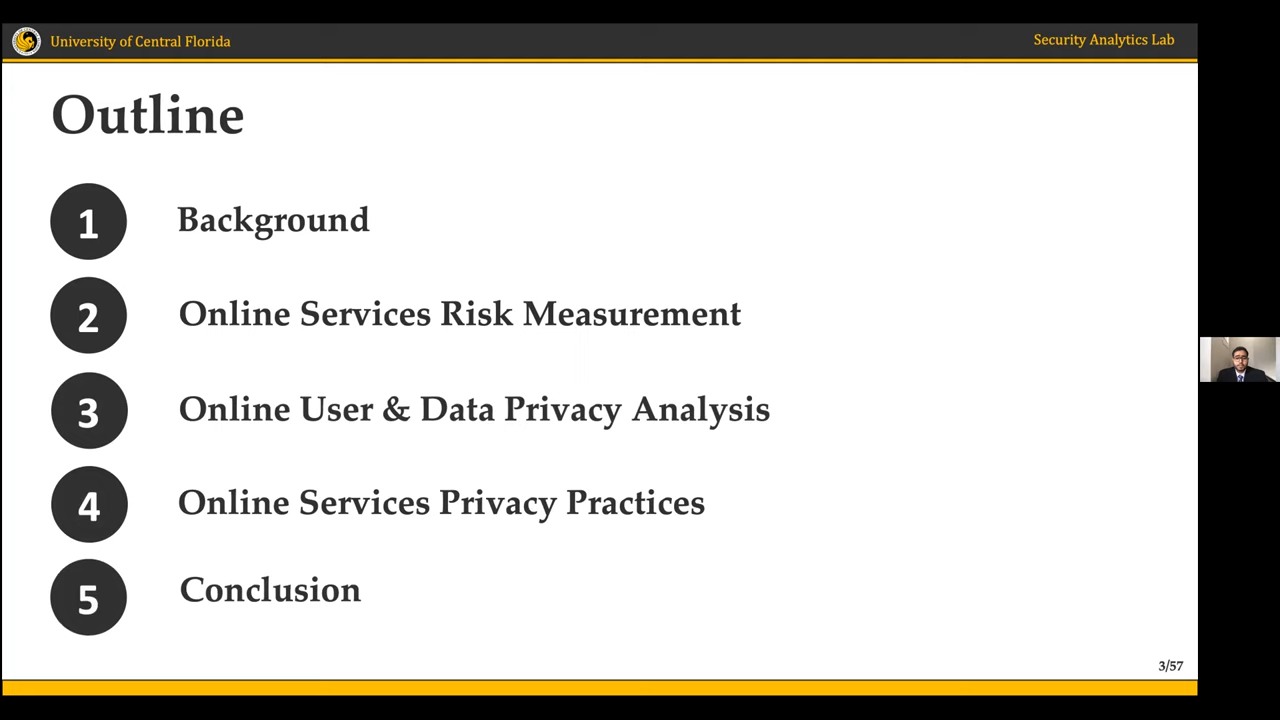 University of Central Florida
Security Analytics Lab
Outline
1 Background
2 Online Services Risk Measurement
3 Online User & Data Privacy Analysis
4 Online Services Privacy Practices
5 Conclusion
3/57